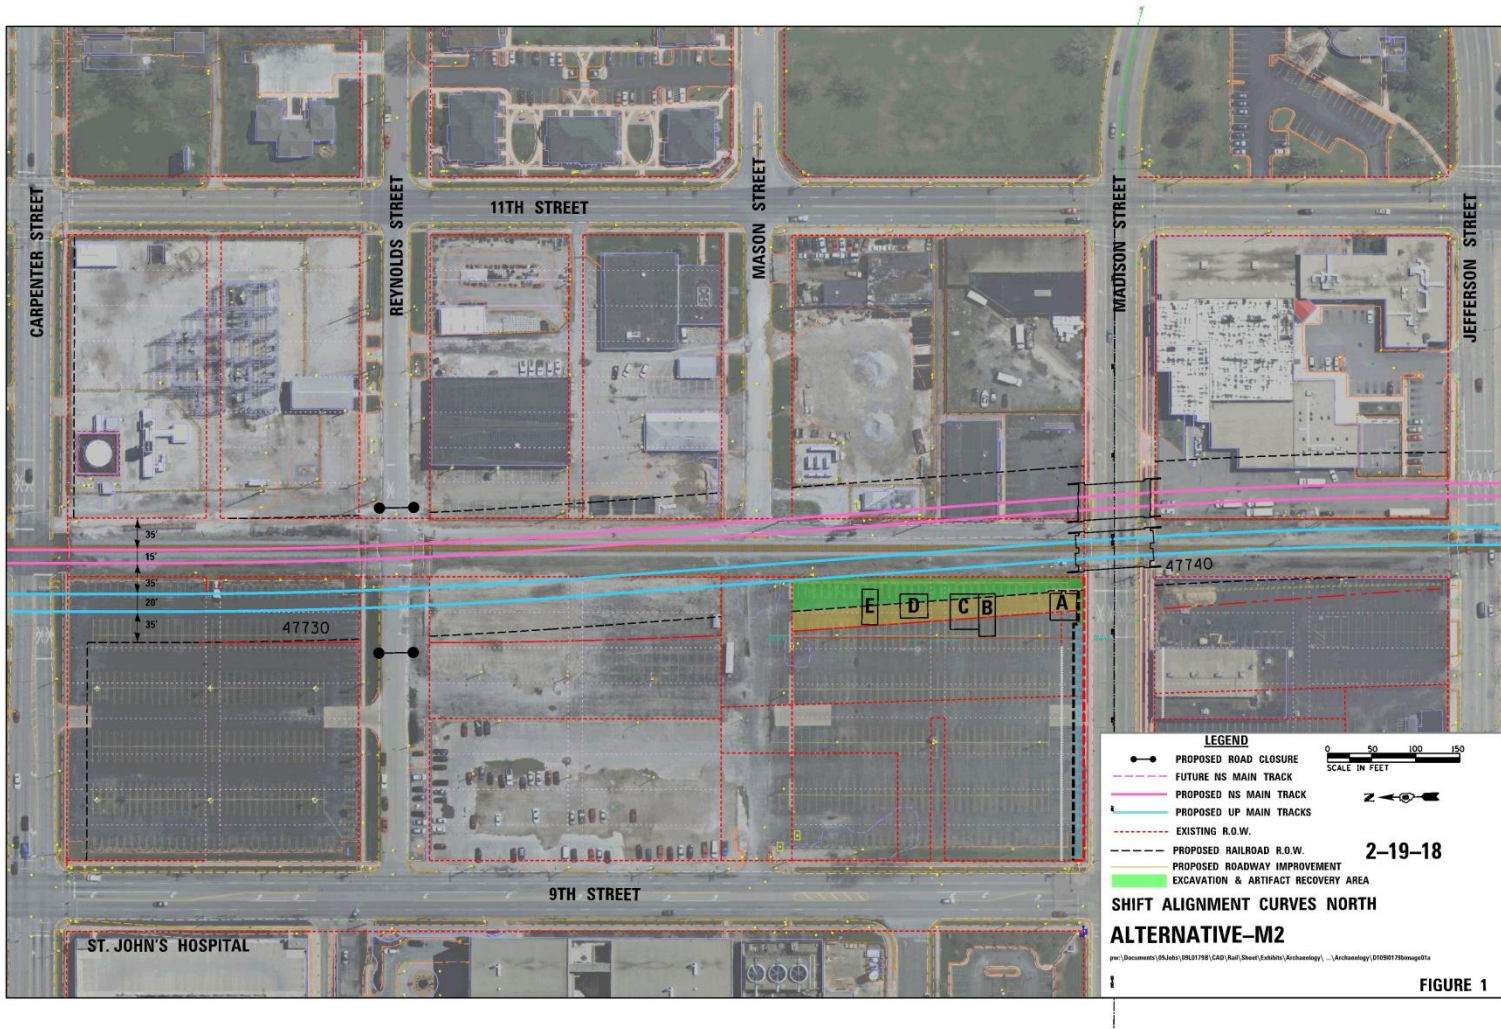 11TH STREET
CARPENTER STREET
REYNOLDS STREET
MASON STREET
MADISON STREET
JEFFERSON STREET
35'
15'
35'
20'
35'
47730
47740
E
D
C
B
A
9TH STREET
ST. JOHN'S HOSPITAL
LEGEND
PROPOSED ROAD CLOSURE
FUTURE NS MAIN TRACK
PROPOSED NS MAIN TRACK
PROPOSED UP MAIN TRACKS
EXISTING R.O.W.
PROPOSED RAILROAD R.O.W.
PROPOSED ROADWAY IMPROVEMENT
EXCAVATION & ARTIFACT RECOVERY AREA
0 50 100 150
SCALE IN FEET
N
2-19-18
SHIFT ALIGNMENT CURVES NORTH
ALTERNATIVE-M2
FIGURE 1